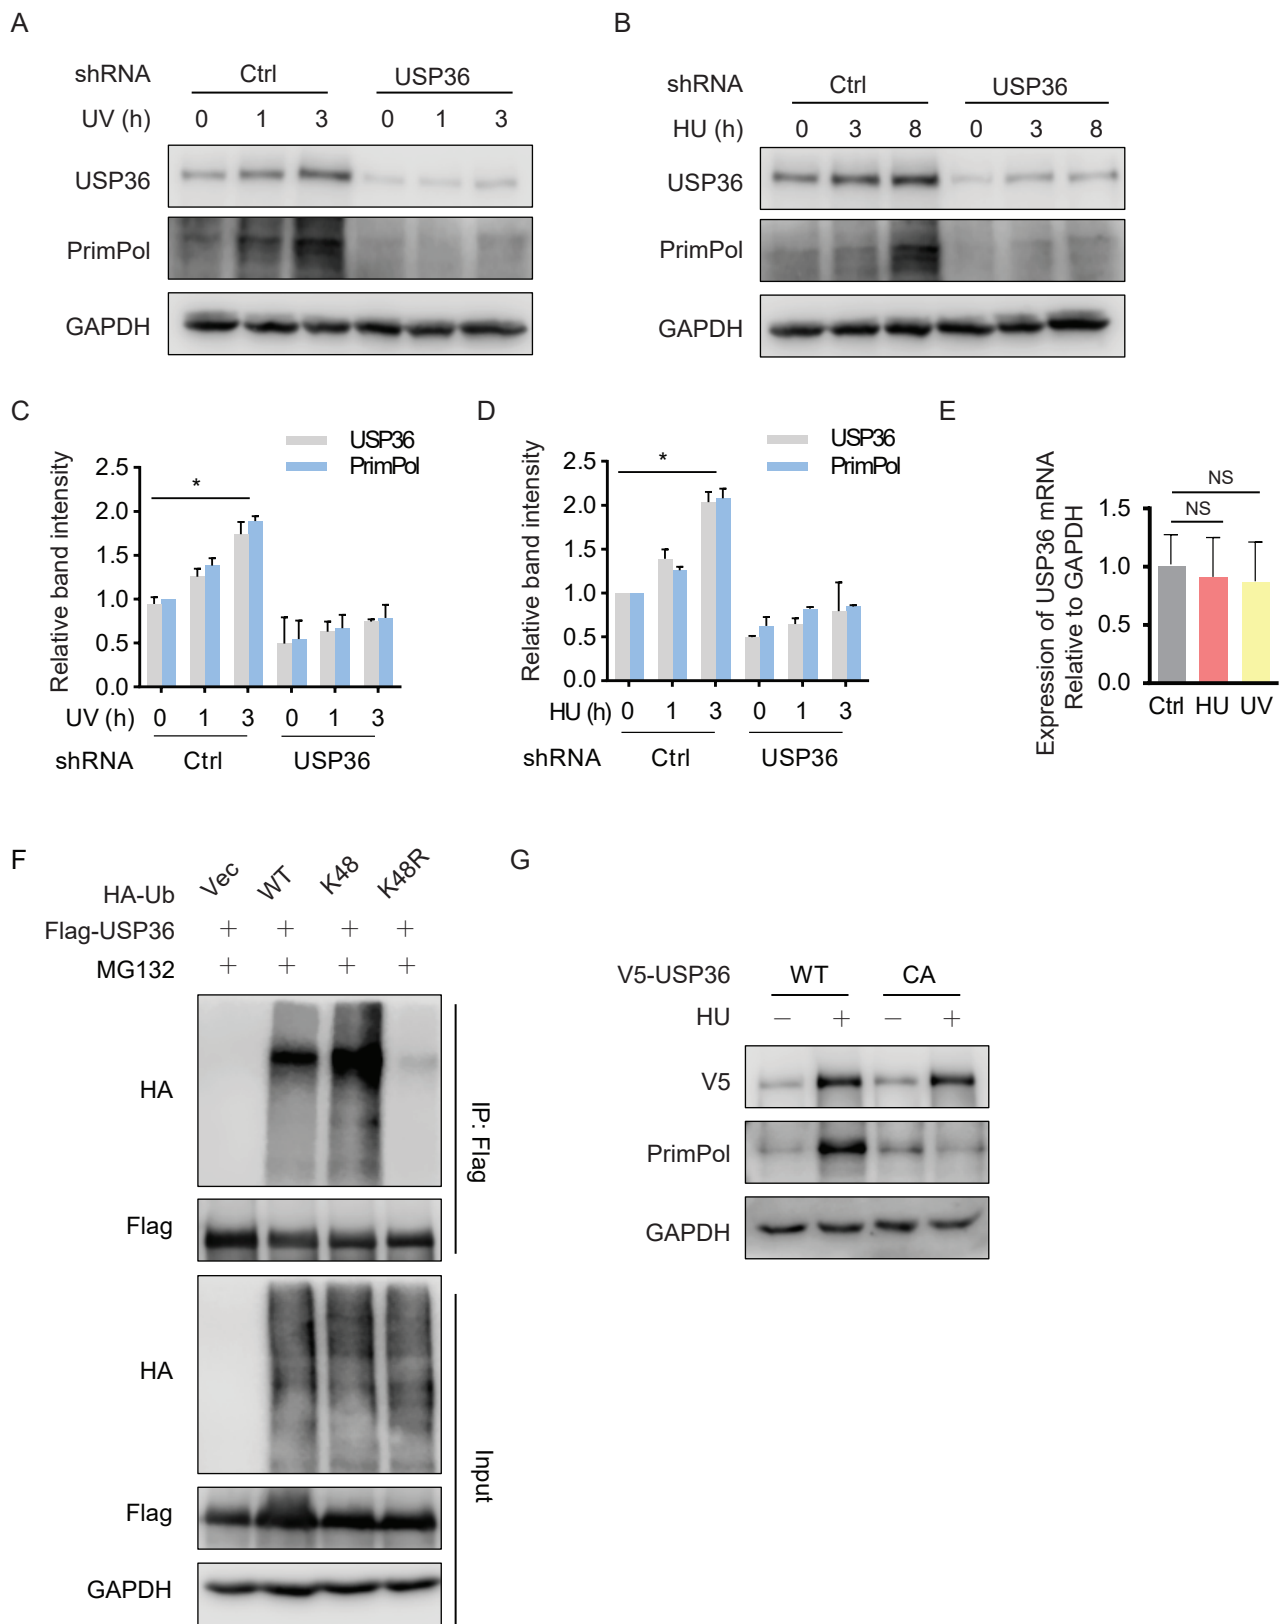 A
shRNA Ctrl USP36
UV (h) 0 1 3 0 1 3
USP36
PrimPol
GAPDH
B
shRNA Ctrl USP36
HU (h) 0 3 8 0 3 8
USP36
PrimPol
GAPDH
C
USP36
PrimPol
Relative band intensity
2.5
2.0
1.5
1.0
0.5
0.0
*
UV (h) 0 1 3 0 1 3
shRNA Ctrl USP36
D
USP36
PrimPol
Relative band intensity
2.5
2.0
1.5
1.0
0.5
0.0
*
HU (h) 0 1 3 0 1 3
shRNA Ctrl USP36
E
Expression of USP36 mRNA
Relative to GAPDH
1.5
1.0
0.5
0.0
NS
NS
Ctrl HU UV
F
HA-Ub Vec WT K48 K48R
Flag-USP36 + + + +
MG132 + + + +
HA
Flag
IP: Flag
HA
Flag
GAPDH
Input
G
V5-USP36 WT CA
HU − + − +
V5
PrimPol
GAPDH